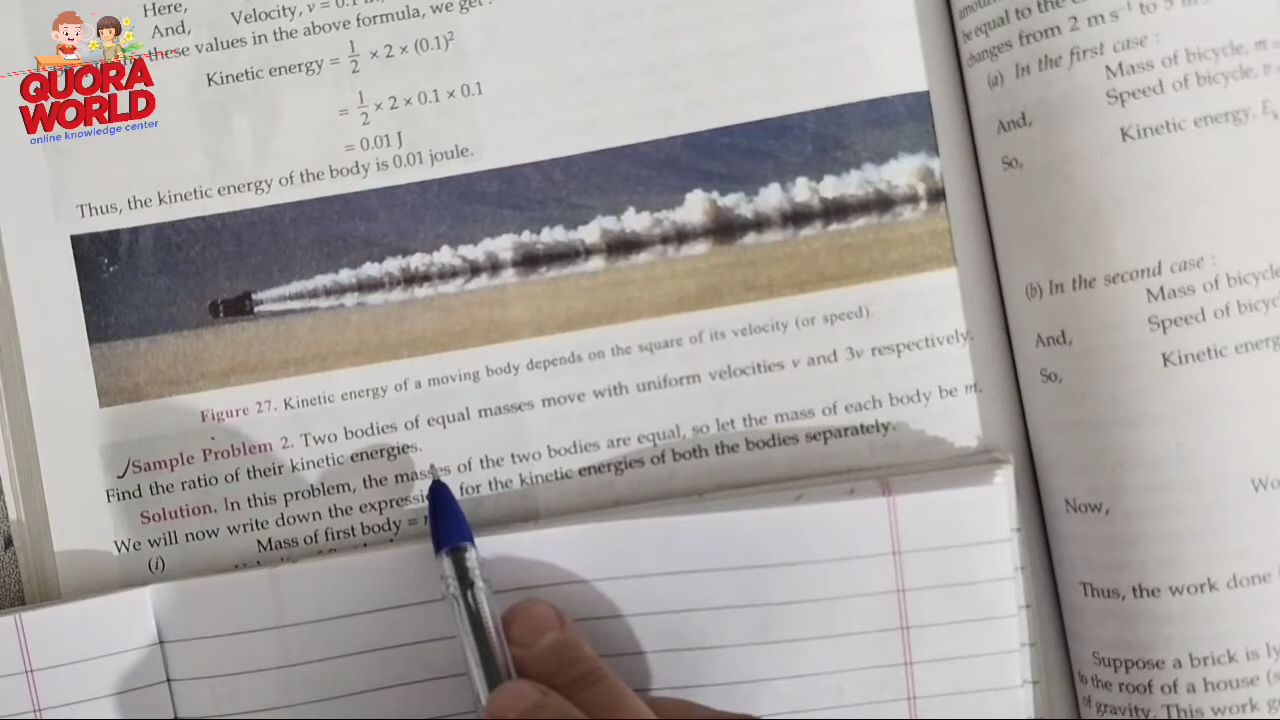 QUORA
WORLD
online knowledge center
Here,
Velocity, v =
And,
these values in the above formula, we get :
Kinetic energy = 1/2 × 2 × (0.1)²
= 1/2 × 2 × 0.1 × 0.1
= 0.01 J
Thus, the kinetic energy of the body is 0.01 joule.
Figure 27. Kinetic energy of a moving body depends on the square of its velocity (or speed).
Sample Problem 2. Two bodies of equal masses move with uniform velocities v and 3v respectively.
Find the ratio of their kinetic energies.
Solution. In this problem, the masses of the two bodies are equal, so let the mass of each body be m.
We will now write down the for the kinetic energies of both the bodies separately.
(i) Mass of first body =
be equal to the
changes from 2 m s⁻¹ to 5
(a) In the first case :
Mass of bicycle, m
And, Speed of bicycle,
So, Kinetic energy, Eₖ
(b) In the second case :
Mass of
And, Speed of
So, Kinetic
Now,
Thus, the work done
Suppose a brick is
to the roof of a house
of gravity. This work